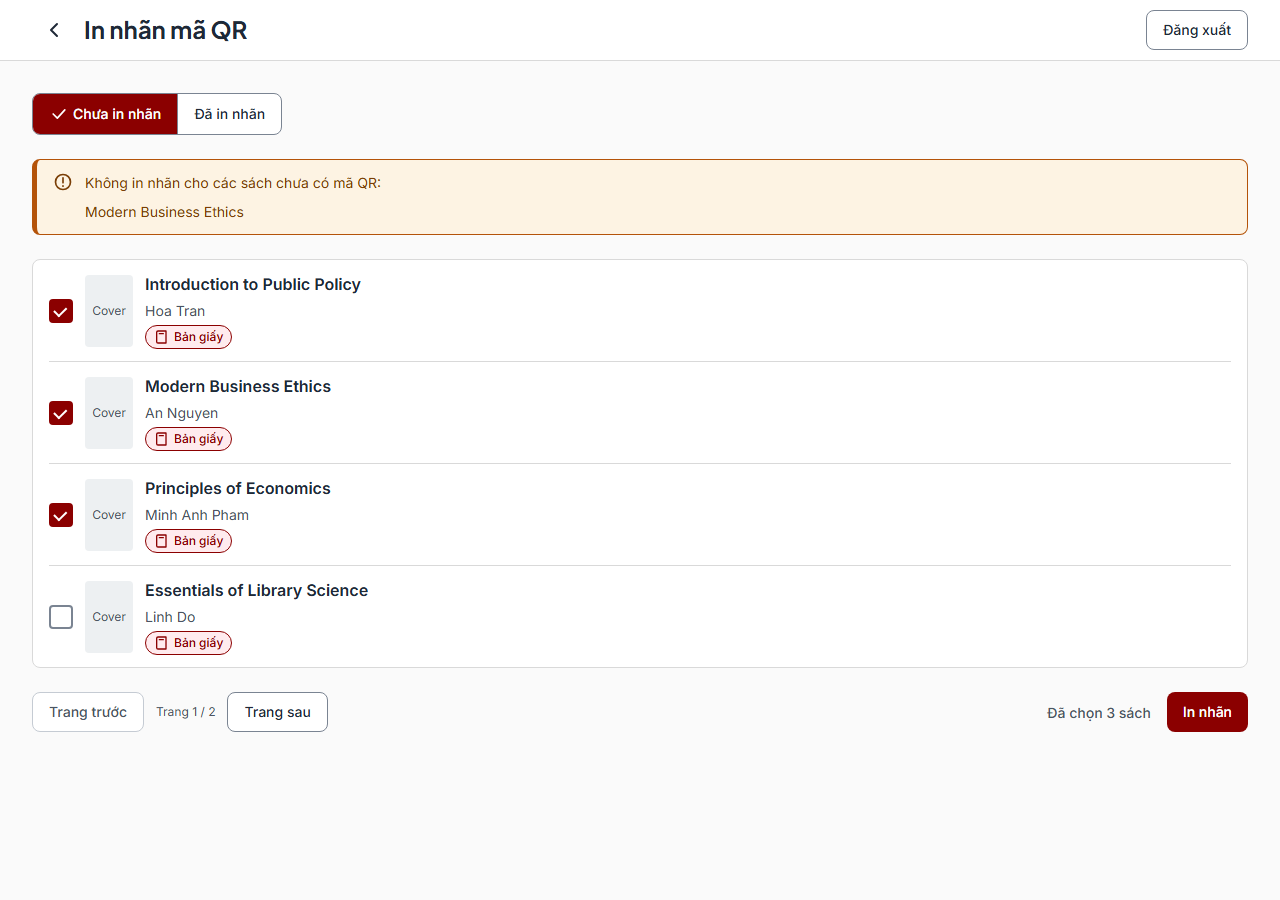 In nhãn mã QR
Đăng xuất
Chưa in nhãn
Đã in nhãn
Không in nhãn cho các sách chưa có mã QR:
Modern Business Ethics
Cover
Introduction to Public Policy
Hoa Tran
Bản giấy
Cover
Modern Business Ethics
An Nguyen
Bản giấy
Cover
Principles of Economics
Minh Anh Pham
Bản giấy
Cover
Essentials of Library Science
Linh Do
Bản giấy
Trang trước
Trang 1 / 2
Trang sau
Đã chọn 3 sách
In nhãn